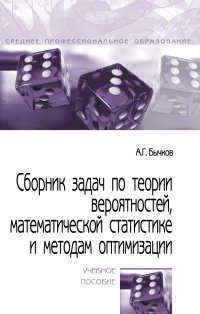 СРЕДНЕЕ ПРОФЕССИОНАЛЬНОЕ ОБРАЗОВАНИЕ
А.Г. Бычков
Сборник задач по теории
вероятностей,
математической статистике
и методам оптимизации
УЧЕБНОЕ
ПОСОБИЕ